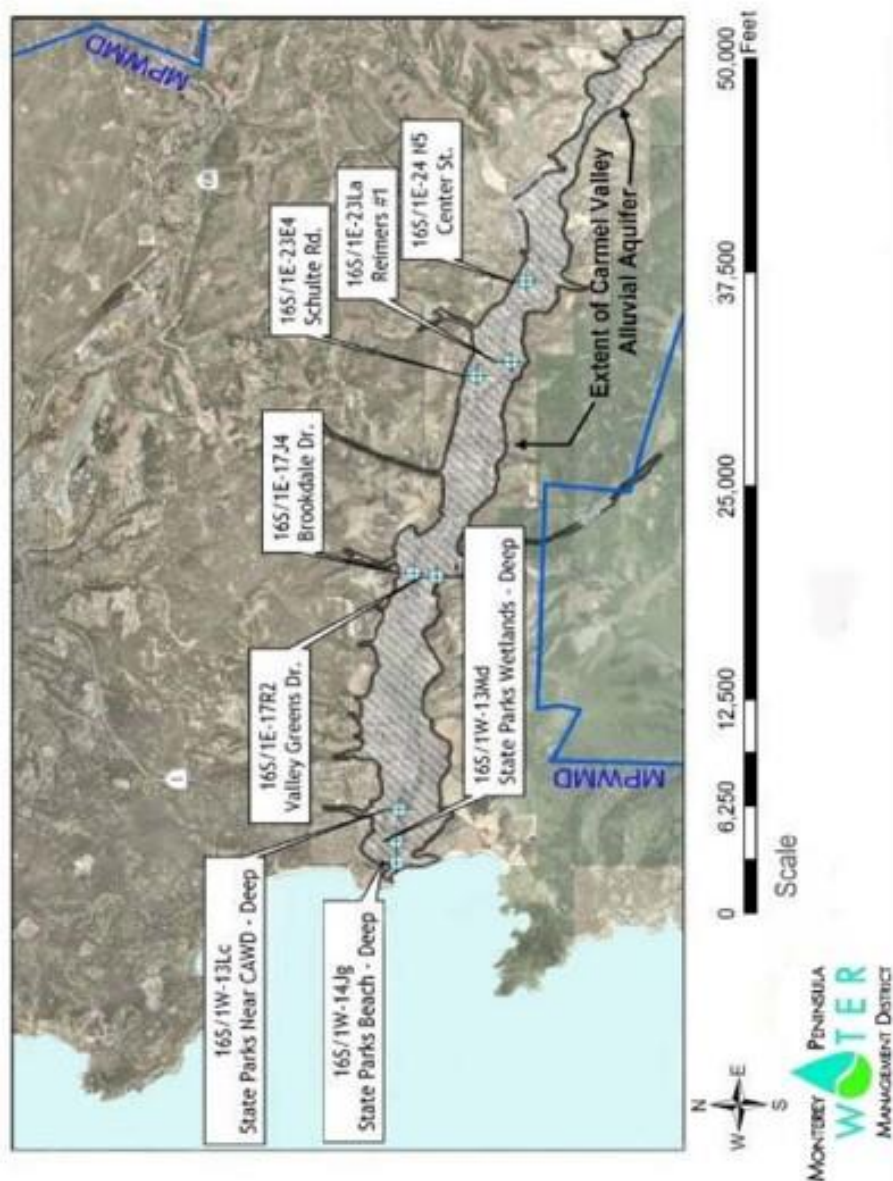 MPWMD
68
1
16S/1W-13Lc
State Parks Near CAWD - Deep
16S/1W-14Jg
State Parks Beach - Deep
16S/1E-17R2
Valley Greens Dr.
16S/1E-17J4
Brookdale Dr.
16S/1E-23E4
Schulte Rd.
16S/1E-23La
Reimers #1
16S/1E-24 N5
Center St.
16S/1W-13Md
State Parks Wetlands - Deep
Extent of Carmel Valley
Alluvial Aquifer
MPWMD
0 6,250 12,500 25,000 37,500 50,000
Feet
Scale
N
W E
S
MONTEREY PENINSULA
WATER
MANAGEMENT DISTRICT